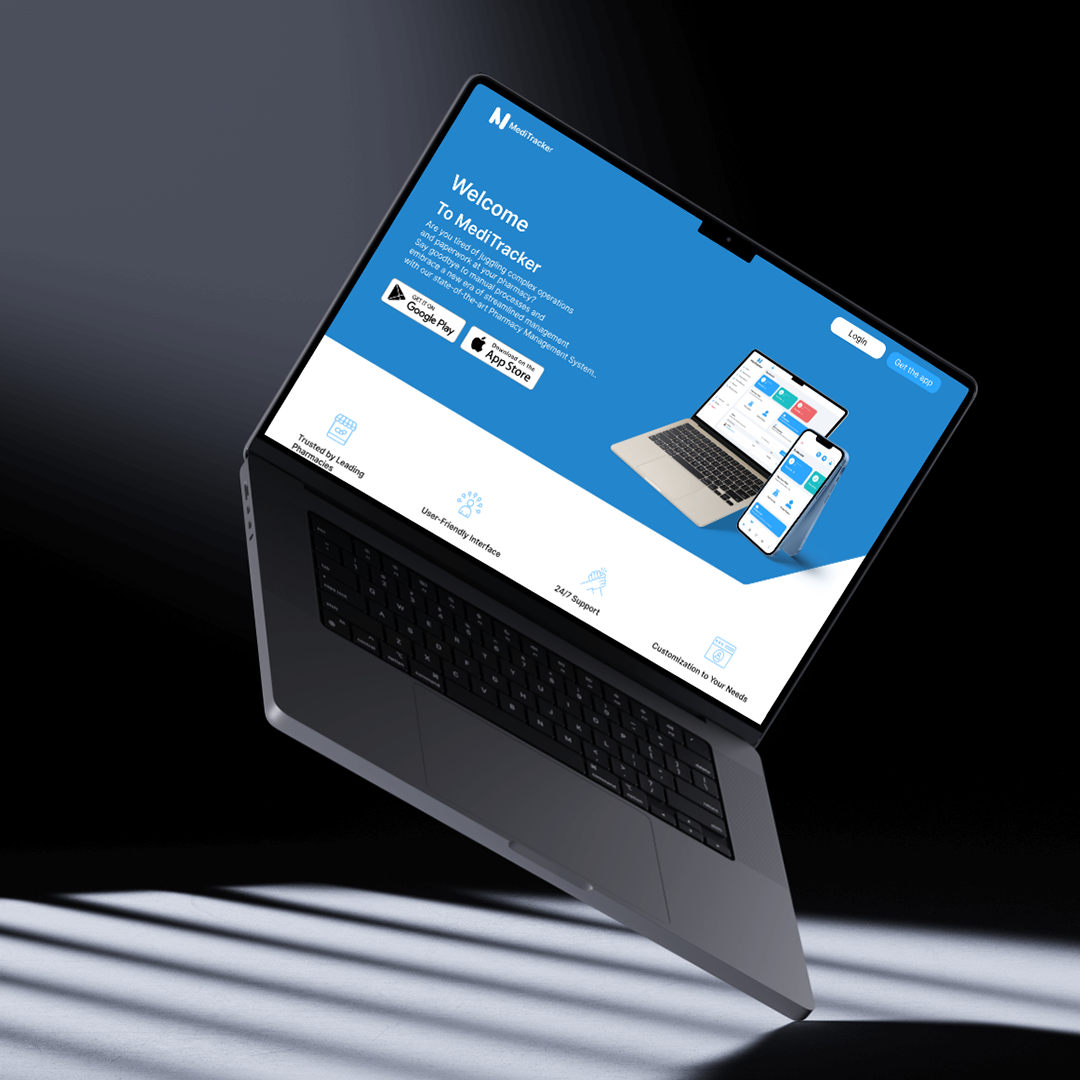 MediTracker
Login
Get the app
Welcome
To MediTracker
Are you tired of juggling complex operations
and paperwork at your pharmacy?
Say goodbye to manual processes and
embrace a new era of streamlined management
with our state-of-the-art Pharmacy Management System..
GET IT ON
Google Play
Download on the
App Store
Trusted by Leading
Pharmacies
User-Friendly Interface
24/7 Support
Customization to Your Needs